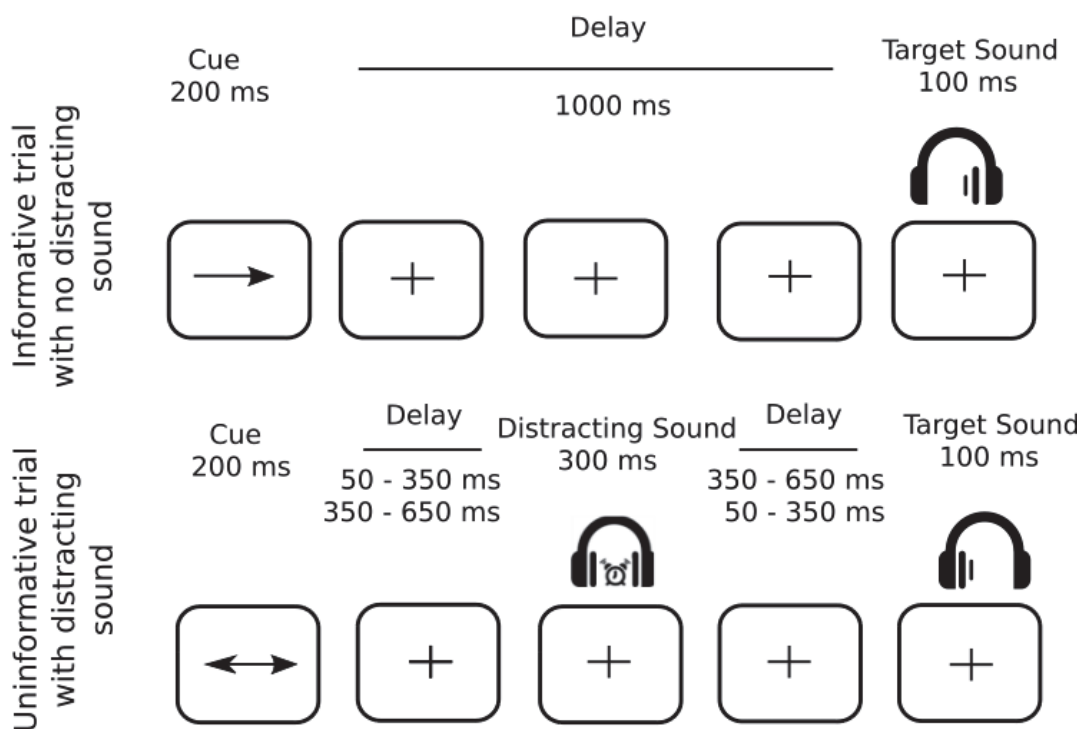 Informative trial
with no distracting
sound
Cue
200 ms
Delay
1000 ms
Target Sound
100 ms
Uninformative trial
with distracting
sound
Cue
200 ms
Delay
50 - 350 ms
350 - 650 ms
Distracting Sound
300 ms
Delay
350 - 650 ms
50 - 350 ms
Target Sound
100 ms